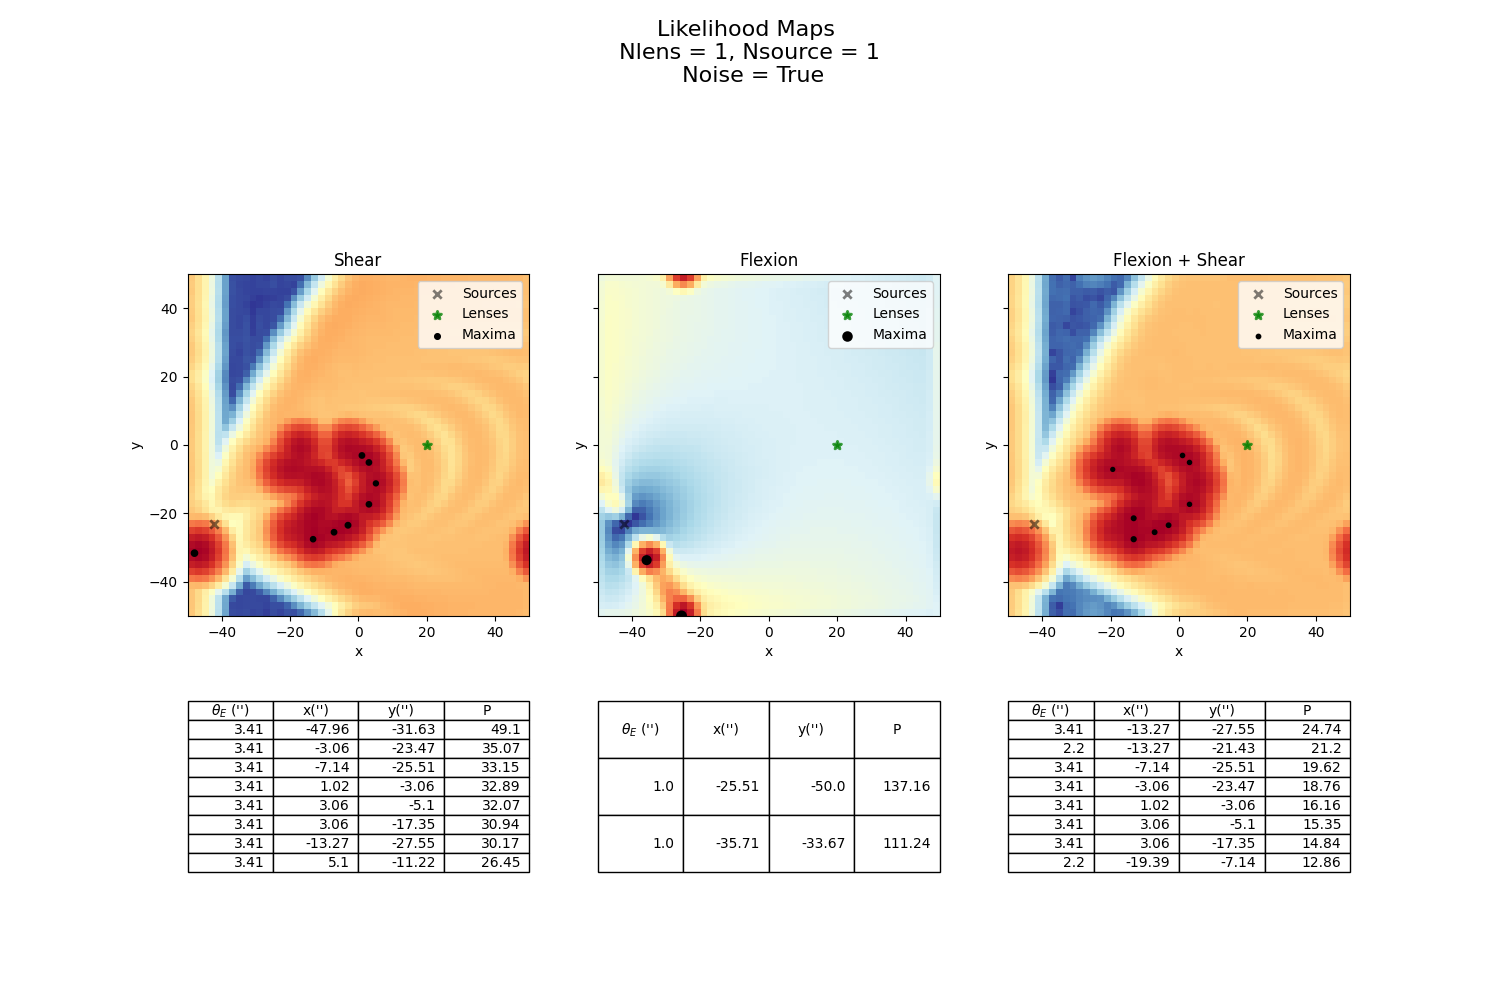 Likelihood Maps
Nlens = 1, Nsource = 1
Noise = True
Shear
Sources
Lenses
Maxima
40
20
0
−20
−40
y
−40 −20 0 20 40
x
Flexion
Sources
Lenses
Maxima
y
−40 −20 0 20 40
x
Flexion + Shear
Sources
Lenses
Maxima
y
−40 −20 0 20 40
x
θE ('') x('') y('') P
3.41 -47.96 -31.63 49.1
3.41 -3.06 -23.47 35.07
3.41 -7.14 -25.51 33.15
3.41 1.02 -3.06 32.89
3.41 3.06 -5.1 32.07
3.41 3.06 -17.35 30.94
3.41 -13.27 -27.55 30.17
3.41 5.1 -11.22 26.45
θE ('') x('') y('') P
1.0 -25.51 -50.0 137.16
1.0 -35.71 -33.67 111.24
θE ('') x('') y('') P
3.41 -13.27 -27.55 24.74
2.2 -13.27 -21.43 21.2
3.41 -7.14 -25.51 19.62
3.41 -3.06 -23.47 18.76
3.41 1.02 -3.06 16.16
3.41 3.06 -5.1 15.35
3.41 3.06 -17.35 14.84
2.2 -19.39 -7.14 12.86